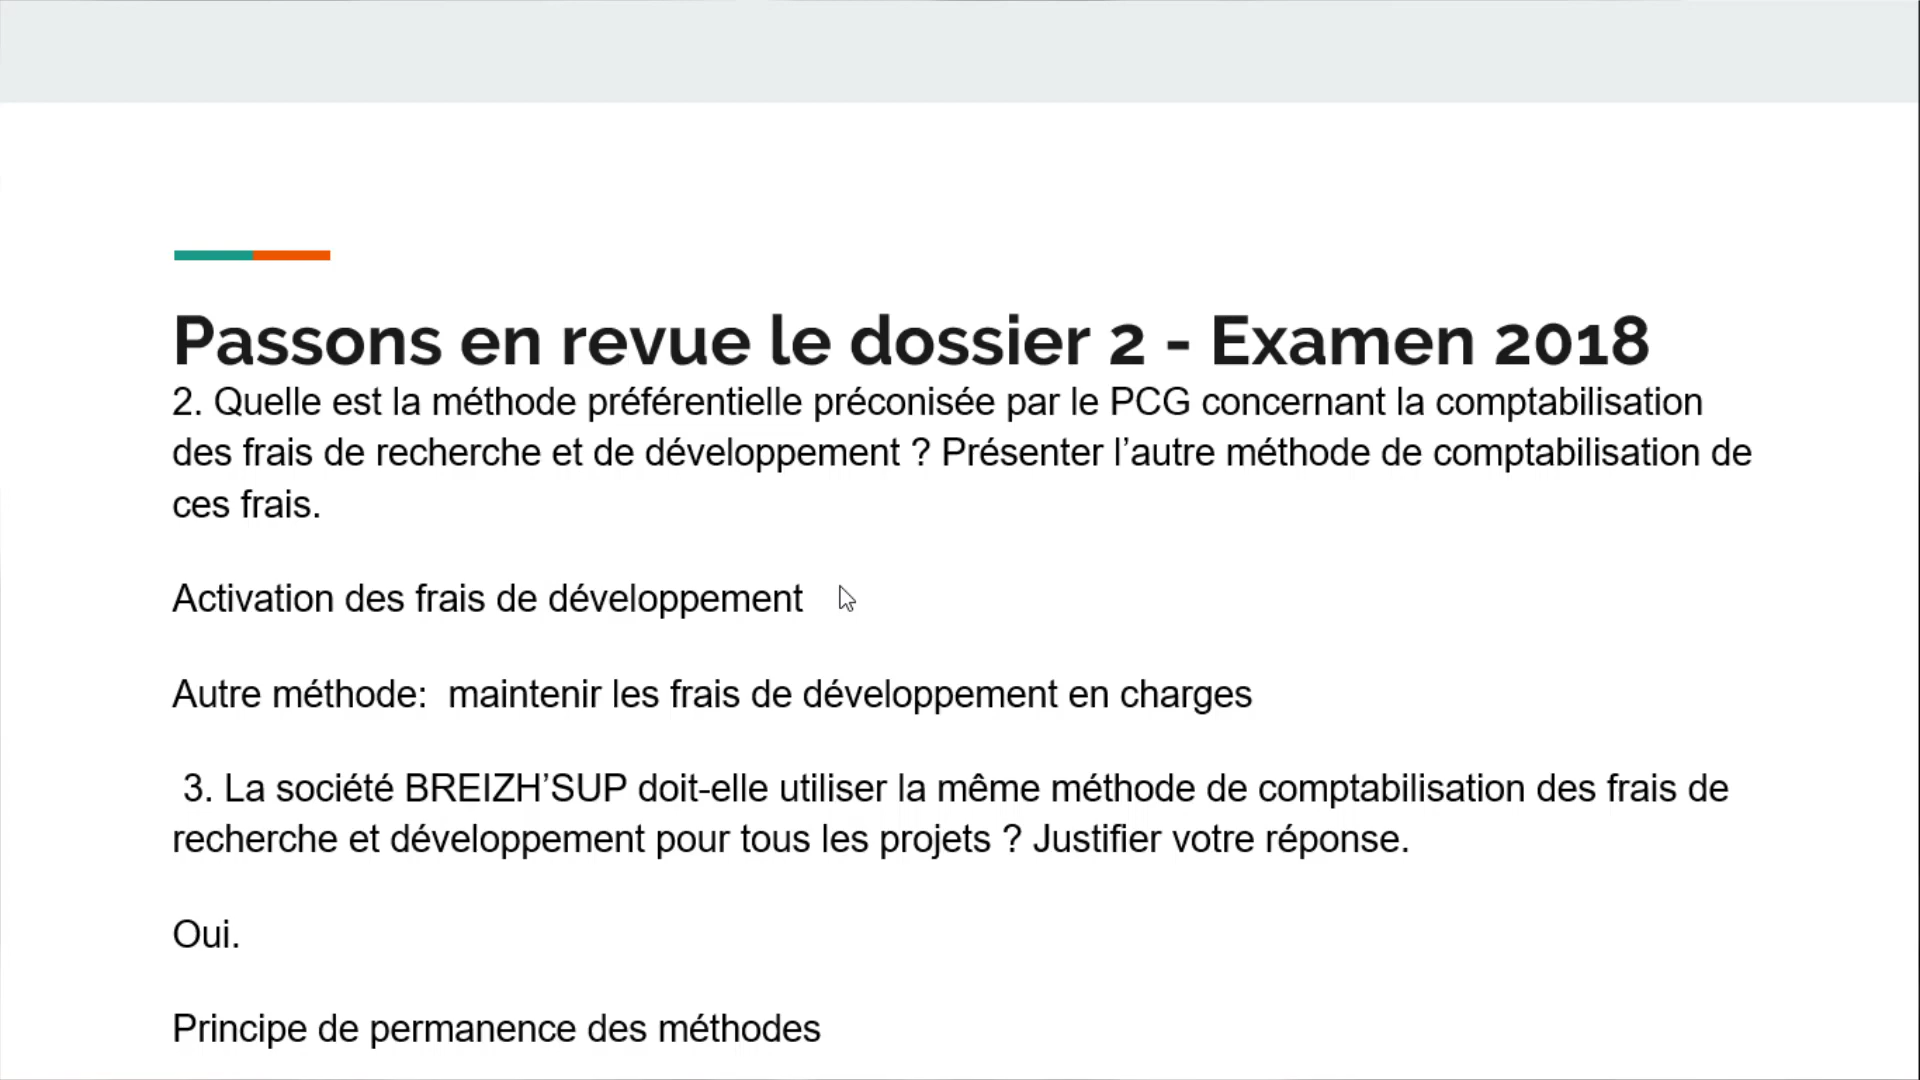 Passons en revue le dossier 2 - Examen 2018
2. Quelle est la méthode préférentielle préconisée par le PCG concernant la comptabilisation
des frais de recherche et de développement ? Présenter l’autre méthode de comptabilisation de
ces frais.
Activation des frais de développement
Autre méthode:  maintenir les frais de développement en charges
3. La société BREIZH’SUP doit-elle utiliser la même méthode de comptabilisation des frais de
recherche et développement pour tous les projets ? Justifier votre réponse.
Oui.
Principe de permanence des méthodes